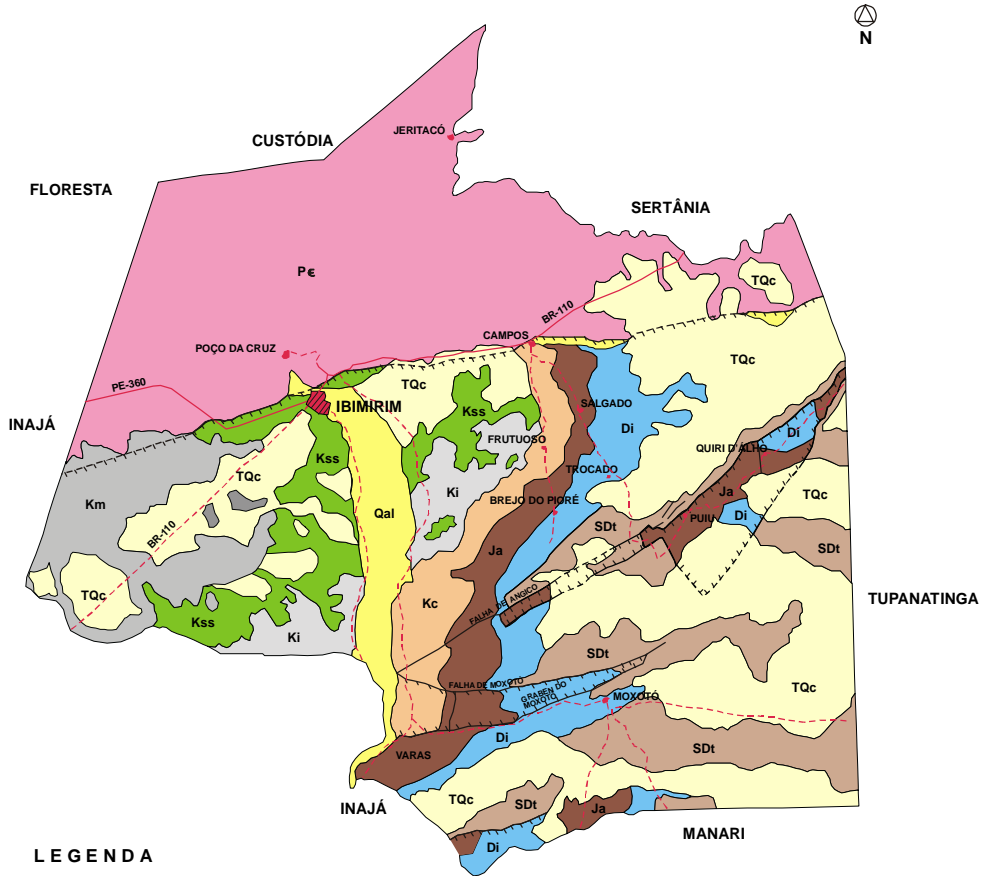 N
JERITACÓ
CUSTÓDIA
FLORESTA
SERTÂNIA
P€
TQc
BR-110
CAMPOS
POÇO DA CRUZ
TQc
PE-360
TQc
IBIMIRIM
SALGADO
INAJÁ
Kss
Di
Di
FRUTUOSO
QUIRI D'ÁLHO
Kss
TROCADO
TQc
Ki
Ja
TQc
Km
BREJO DO PIORÉ
Qal
PUIU
Di
BR-110
SDt
Ja
SDt
TQc
FALHA DE ANGICO
TUPANATINGA
Kc
Kss
Ki
SDt
FALHA DE MOXOTÓ
TQc
GRABEN DO
MOXOTÓ
MOXOTÓ
Di
VARAS
SDt
TQc
SDt
Ja
INAJÁ
MANARI
Di
LEGENDA